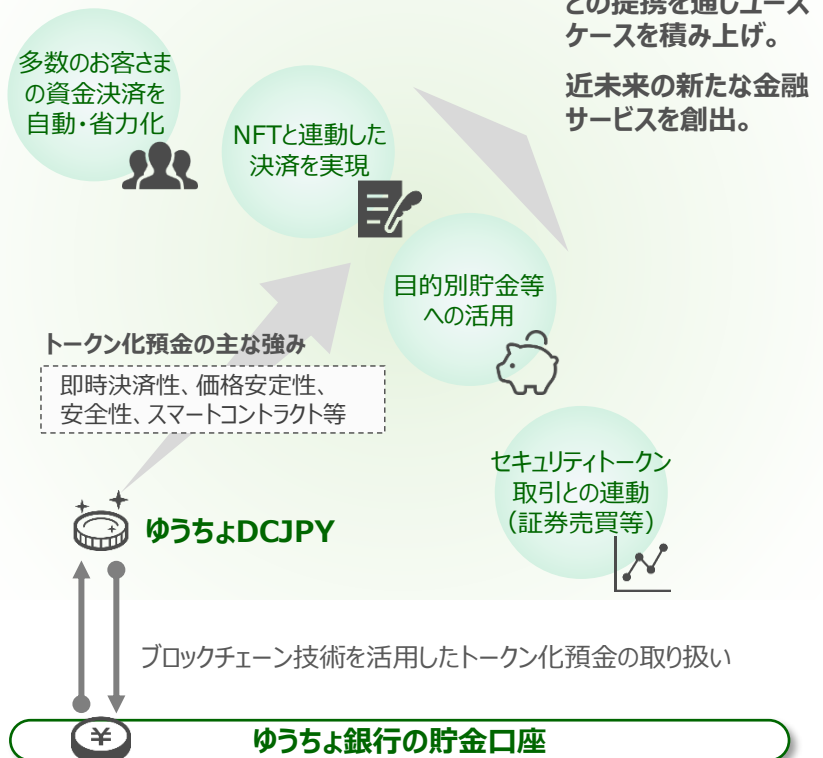 との提携を通じユース
ケースを積み上げ。
近未来の新たな金融
サービスを創出。
多数のお客さま
の資金決済を
自動・省力化
NFTと連動した
決済を実現
目的別貯金等
への活用
トークン化預金の主な強み
即時決済性、価格安定性、
安全性、スマートコントラクト等
セキュリティトークン
取引との連動
（証券売買等）
ゆうちょDCJPY
ブロックチェーン技術を活用したトークン化預金の取り扱い
¥
ゆうちょ銀行の貯金口座